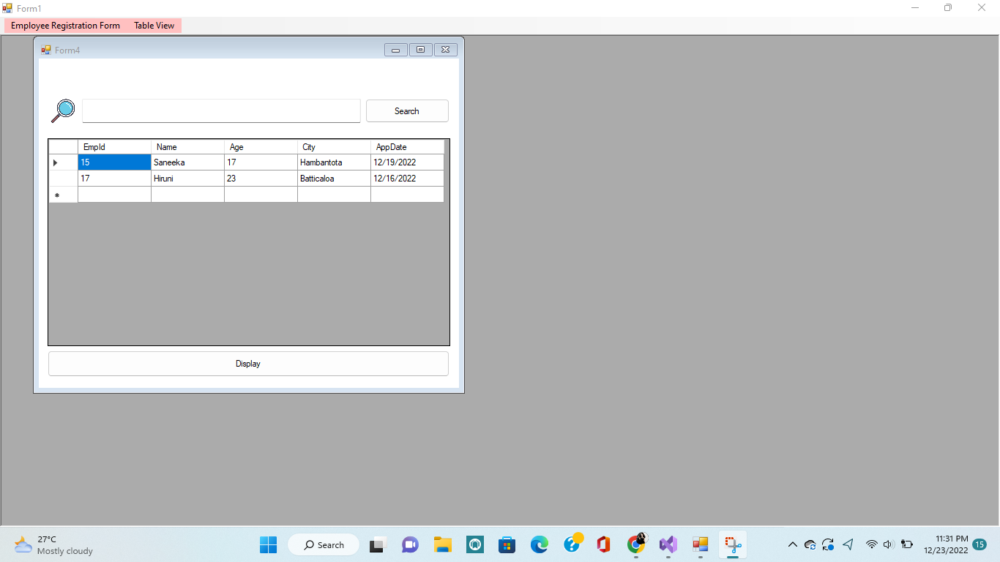 Form1
Employee Registration Form Table View
Form4
Search
EmpId Name Age City AppDate
15 Saneeka 17 Hambantota 12/19/2022
17 Hiruni 23 Batticaloa 12/16/2022
Display
27°C
Mostly cloudy
Search
11:31 PM
12/23/2022
15